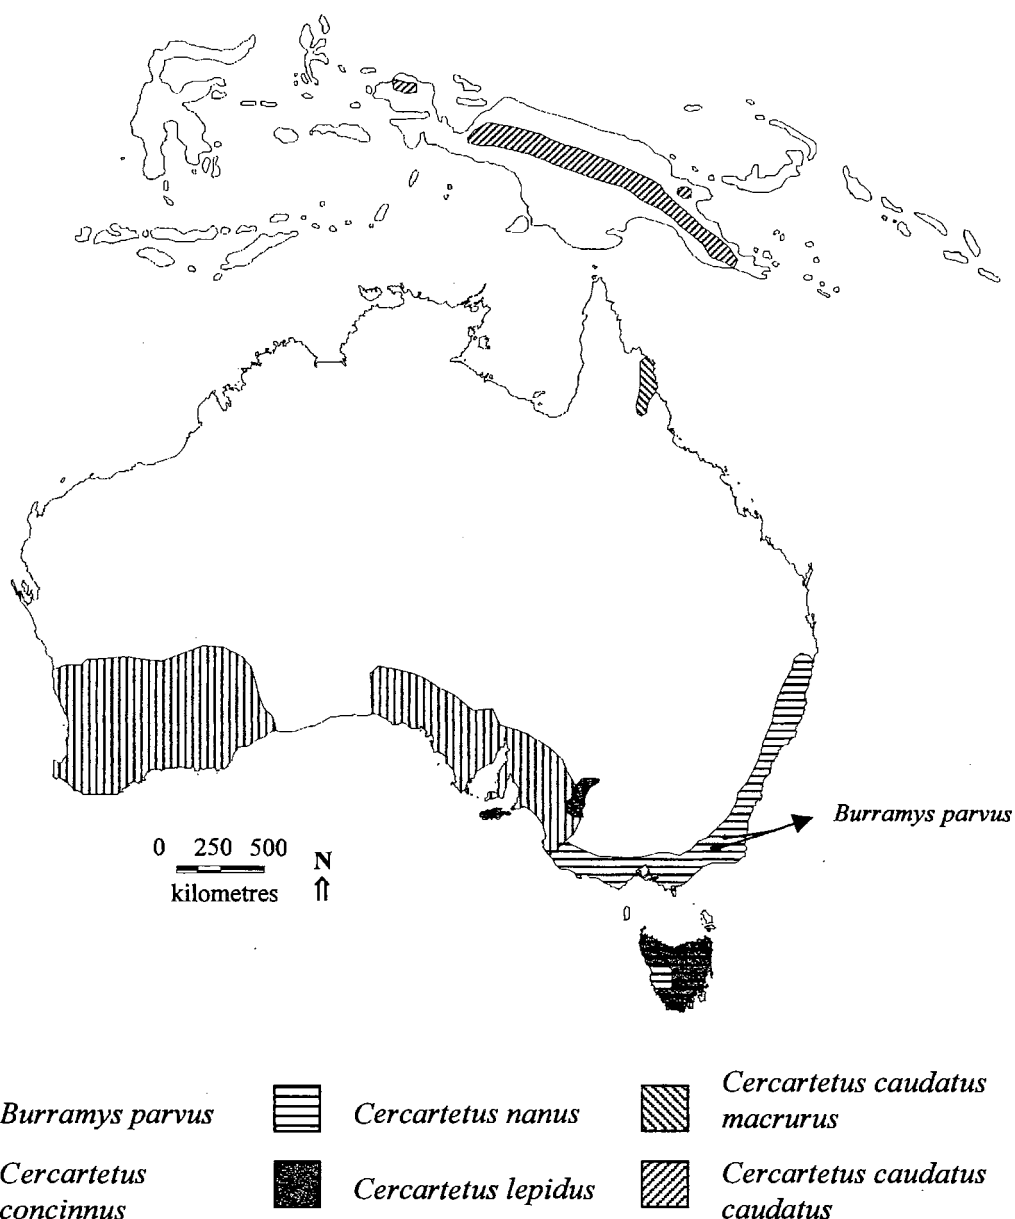 Burramys parvus
0 250 500
kilometres
N
Burramys parvus
Cercartetus nanus
Cercartetus caudatus
macrurus
Cercartetus
concinnus
Cercartetus lepidus
Cercartetus caudatus
caudatus